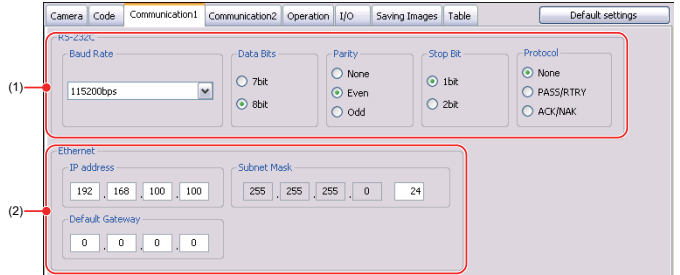 Camera Code Communication1 Communication2 Operation I/O Saving Images Table Default settings
RS-232C
Baud Rate Data Bits Parity Stop Bit Protocol
None None
7bit 1bit
(1) 115200bps Even PASS/RTRY
8bit 2bit
Odd ACK/NAK
Ethernet
IP address Subnet Mask
192 . 168 . 100 . 100 255 . 255 . 255 . 0 24
(2) Default Gateway
0 . 0 . 0 . 0